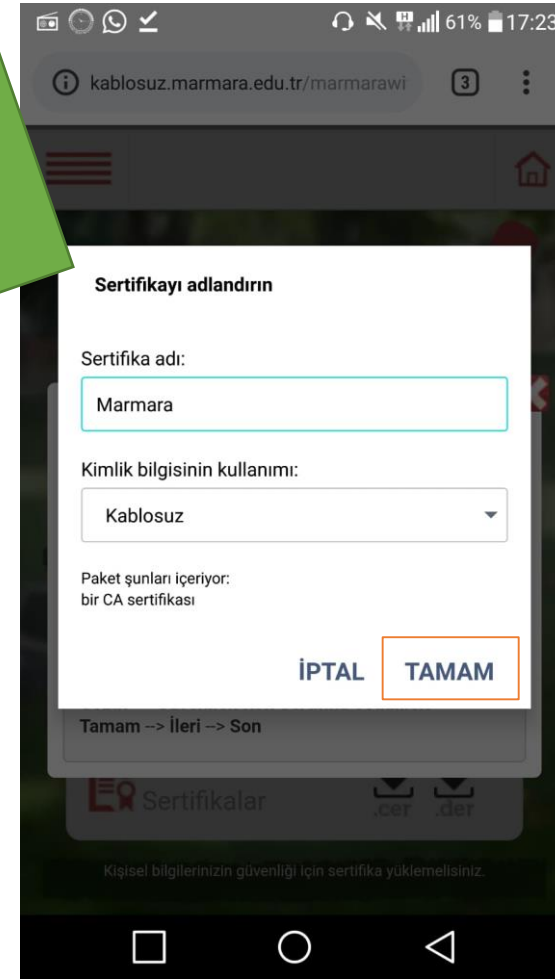 61% 17:23
kablosuz.marmara.edu.tr/marmarawi
3
Sertifikayı adlandırın
Sertifika adı:
Marmara
Kimlik bilgisinin kullanımı:
Kablosuz
Paket şunları içeriyor:
bir CA sertifikası
İPTAL TAMAM
Tamam --> İleri --> Son
Sertifikalar .cer .der
Kişisel bilgilerinizin güvenliği için sertifika yüklemelisiniz.